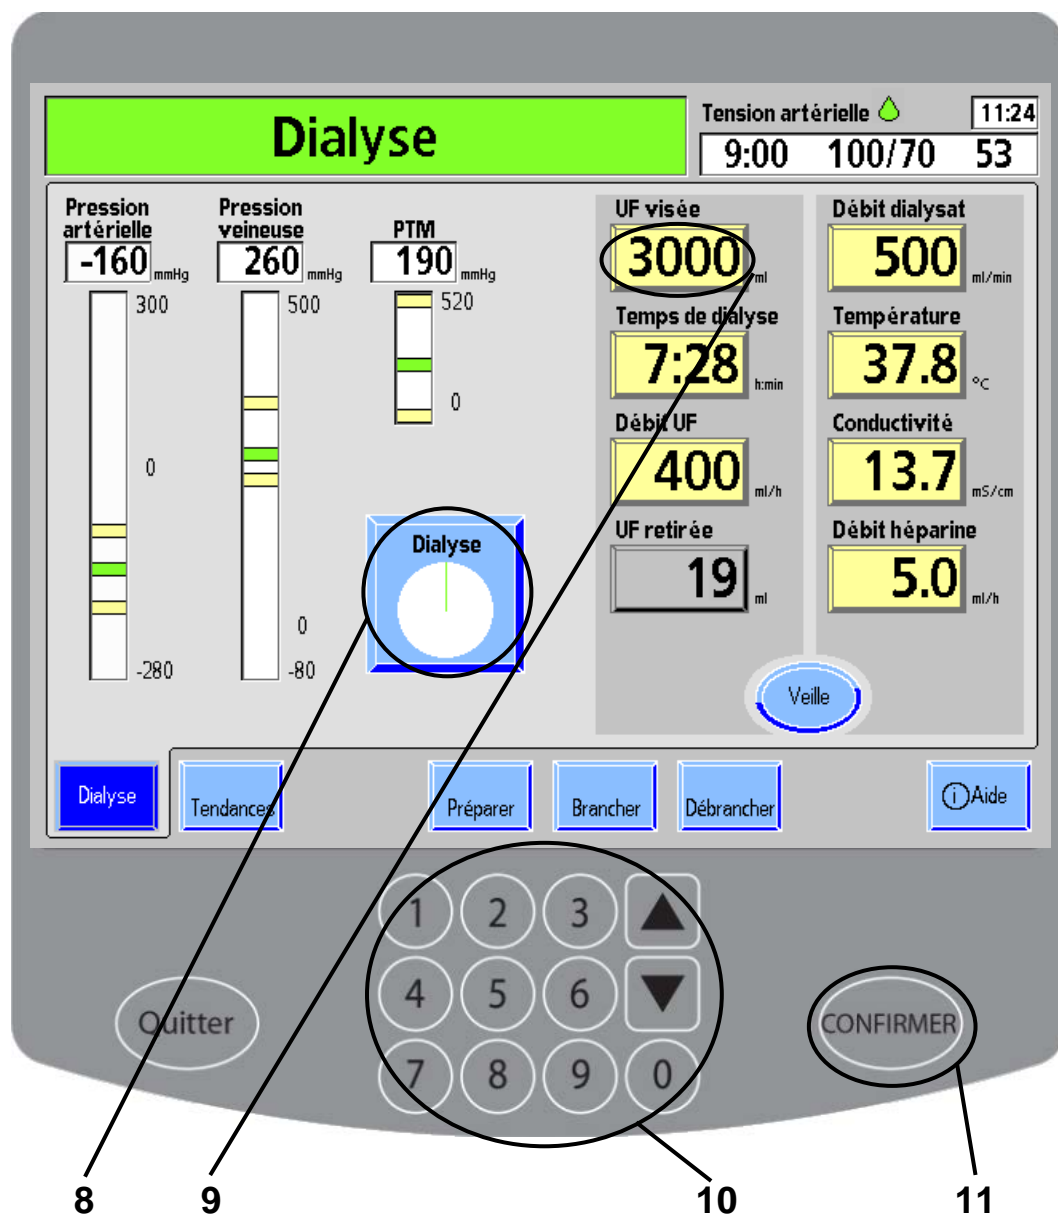 Dialyse
Tension artérielle 11:24
9:00 100/70 53
Pression artérielle
-160 mmHg
300
0
-280
Pression veineuse
260 mmHg
500
0
-80
PTM
190 mmHg
520
0
Dialyse
UF visée
3000 ml
Temps de dialyse
7:28 h:min
Débit UF
400 ml/h
UF retirée
19 ml
Débit dialysat
500 ml/min
Température
37.8 °C
Conductivité
13.7 mS/cm
Débit héparine
5.0 ml/h
Veille
Dialyse Tendances Préparer Brancher Débrancher i Aide
1 2 3
4 5 6
7 8 9 0
Quitter
CONFIRMER
8 9 10 11